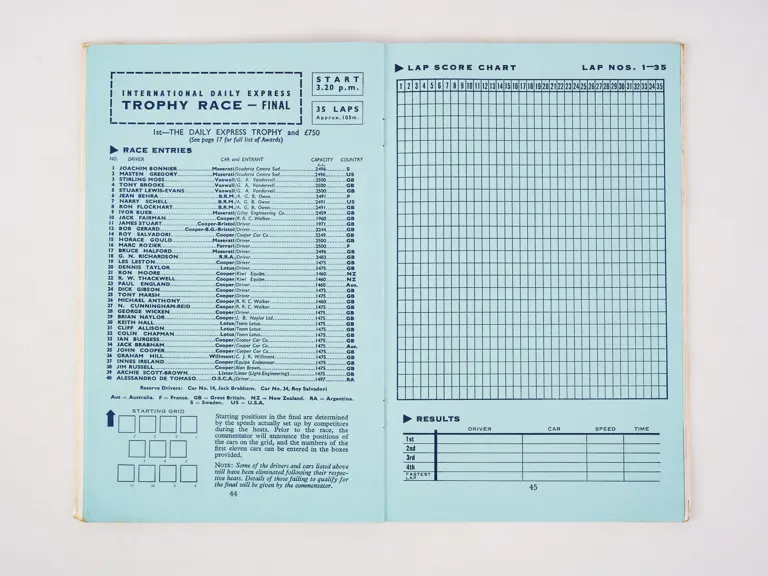 INTERNATIONAL DAILY EXPRESS
TROPHY RACE — FINAL
START
3.20 p.m.
35 LAPS
Approx. 105m.
1st—THE DAILY EXPRESS TROPHY and £750
(See page 17 for full list of Awards)
RACE ENTRIES
NO. DRIVER CAR and ENTRANT CAPACITY COUNTRY
1 JOACHIM BONNIER Maserati/Scuderia Centro Sud 2496 S
2 MASTEN GREGORY Maserati/Scuderia Centro Sud 2496 US
3 STIRLING MOSS Vanwall/G. A. Vandervell 2500 GB
4 TONY BROOKS Vanwall/G. A. Vandervell 2500 GB
5 STUART LEWIS-EVANS Vanwall/G. A. Vandervell 2500 GB
6 JEAN BEHRA B.R.M./A. G. B. Owen 2491 F
7 HARRY SCHELL B.R.M./A. G. B. Owen 2491 US
8 RON FLOCKHART B.R.M./A. G. B. Owen 2491 GB
9 IVOR BUEB Maserati/Gilby Engineering Co. GB
10 JACK FAIRMAN Cooper/R. R. C. Walker 1960 GB
11 JAMES STUART Cooper-Bristol/Driver 1971 GB
12 BOB GERARD Cooper-B.G.-Bristol/Driver 2244 GB
14 ROY SALVADORI Cooper/Cooper Car Co. GB
15 HORACE GOULD Maserati/Driver 2500 GB
16 MARC ROZIER Ferrari/Driver 2500 F
17 BRUCE HALFORD Maserati/Driver 2496 GB
18 G. N. RICHARDSON R.R.A./Driver GB
19 LES LESTON Cooper/Driver 1475 GB
20 DENNIS TAYLOR Lotus/Driver 1475 GB
21 RON MOORE Cooper/Kiwi Equipe 1460 NZ
22 R. W. THACKWELL Cooper/Kiwi Equipe 1460 NZ
23 PAUL ENGLAND Cooper/Driver 1460 Aus.
24 DICK GIBSON Cooper/Driver 1475 GB
25 TONY MARSH Cooper/Driver 1475 GB
26 MICHAEL ANTHONY Cooper/R. R. C. Walker 1460 GB
27 N. CUNNINGHAM-REID Cooper/R. R. C. Walker 1475 GB
28 GEORGE WICKEN Cooper/Driver 1475 GB
29 BRIAN NAYLOR Cooper/J. B. Naylor Ltd. 1475 GB
30 KEITH HALL Lotus/Team Lotus 1475 GB
31 CLIFF ALLISON Lotus/Team Lotus 1475 GB
32 COLIN CHAPMAN Lotus/Team Lotus 1475 GB
33 IAN BURGESS Cooper/Cooper Car Co. 1475 GB
34 JACK BRABHAM Cooper/Cooper Car Co. 1475 Aus.
35 JOHN COOPER Cooper/Cooper Car Co. 1475 GB
36 GRAHAM HILL Willment/C. J. R. Willment 1475 GB
37 INNES IRELAND Cooper/Equipe Endeavour 1475 GB
38 JIM RUSSELL Cooper/Alan Brown 1475 GB
39 ARCHIE SCOTT-BROWN Lister/Lister (Light Engineering) 1475 GB
40 ALESSANDRO DE TOMASO O.S.C.A./Driver 1497 RA
Reserve Drivers: Car No. 14, Jack Brabham. Car No. 34, Roy Salvadori
Aus — Australia. F — France. GB — Great Britain. NZ — New Zealand. RA — Argentina.
S — Sweden. US — U.S.A.
STARTING GRID
Starting positions in the final are determined
by the speeds actually set up by competitors
during the heats. Prior to the race, the
commentator will announce the positions of
the cars on the grid, and the numbers of the
first eleven cars can be entered in the boxes
provided.
NOTE: Some of the drivers and cars listed above
will have been eliminated following their respec-
tive heats. Details of those failing to qualify for
the final will be given by the commentator.
44
LAP SCORE CHART LAP NOS. 1—35
1 2 3 4 5 6 7 8 9 10 11 12 13 14 15 16 17 18 19 20 21 22 23 24 25 26 27 28 29 30 31 32 33 34 35
RESULTS
DRIVER CAR SPEED TIME
1st
2nd
3rd
4th
FASTEST
LAP
45